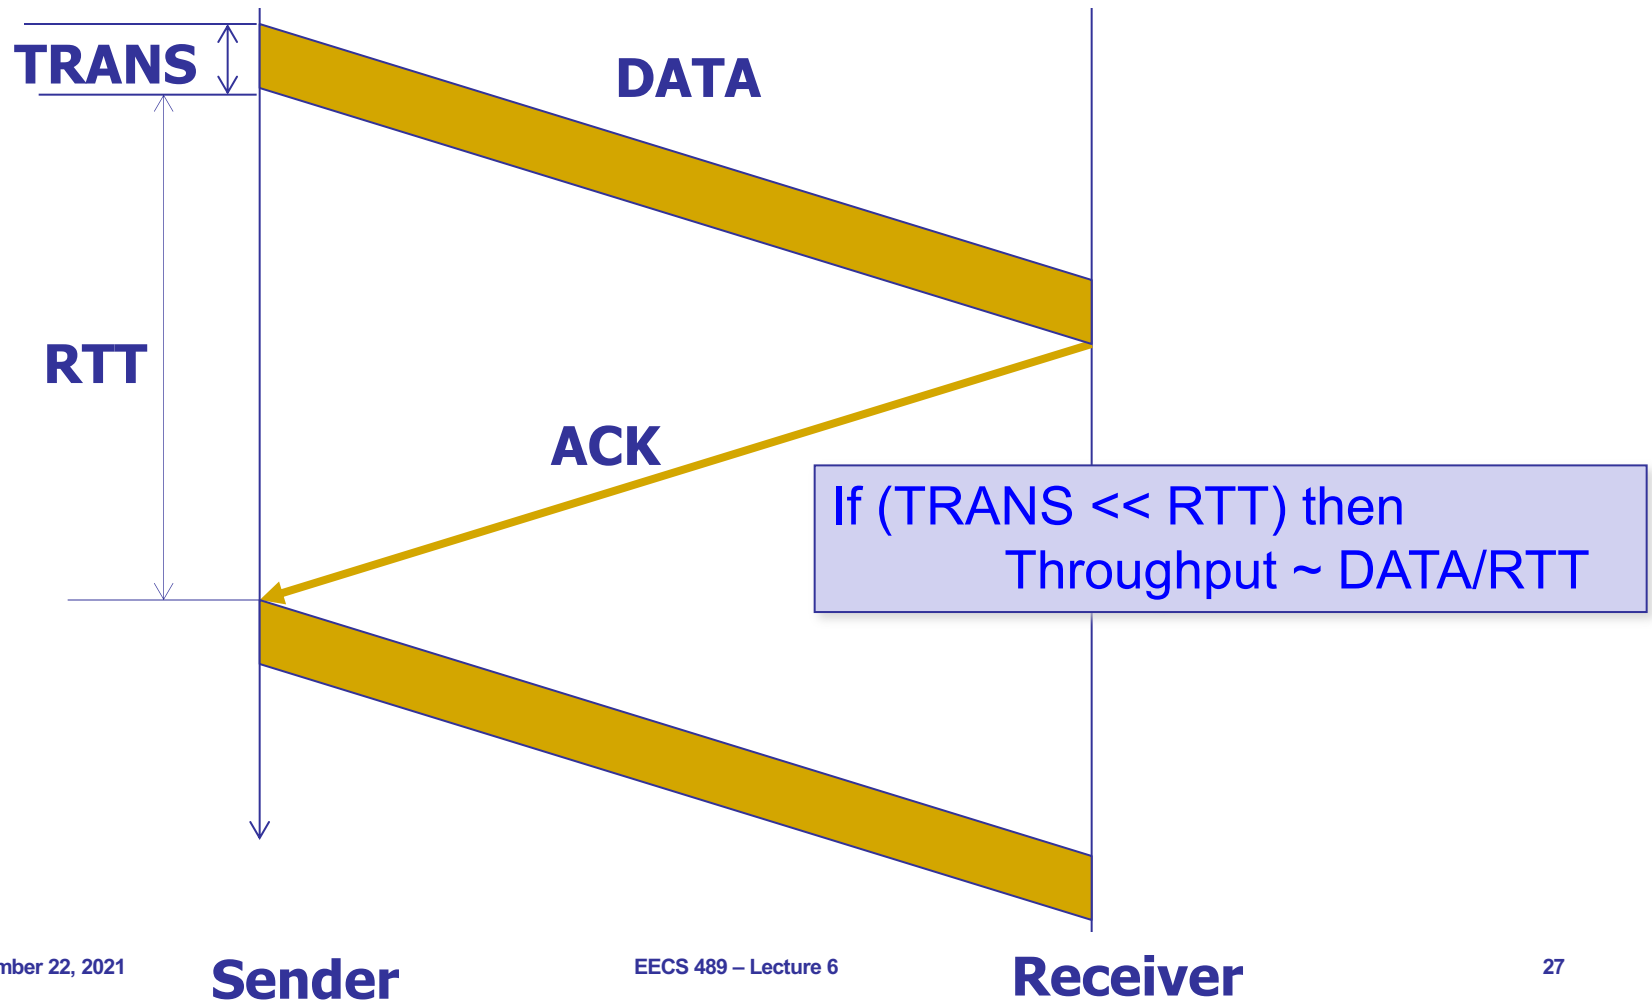 TRANS
DATA
RTT
ACK
If (TRANS << RTT) then
Throughput ~ DATA/RTT
mber 22, 2021
Sender
EECS 489 – Lecture 6
Receiver
27